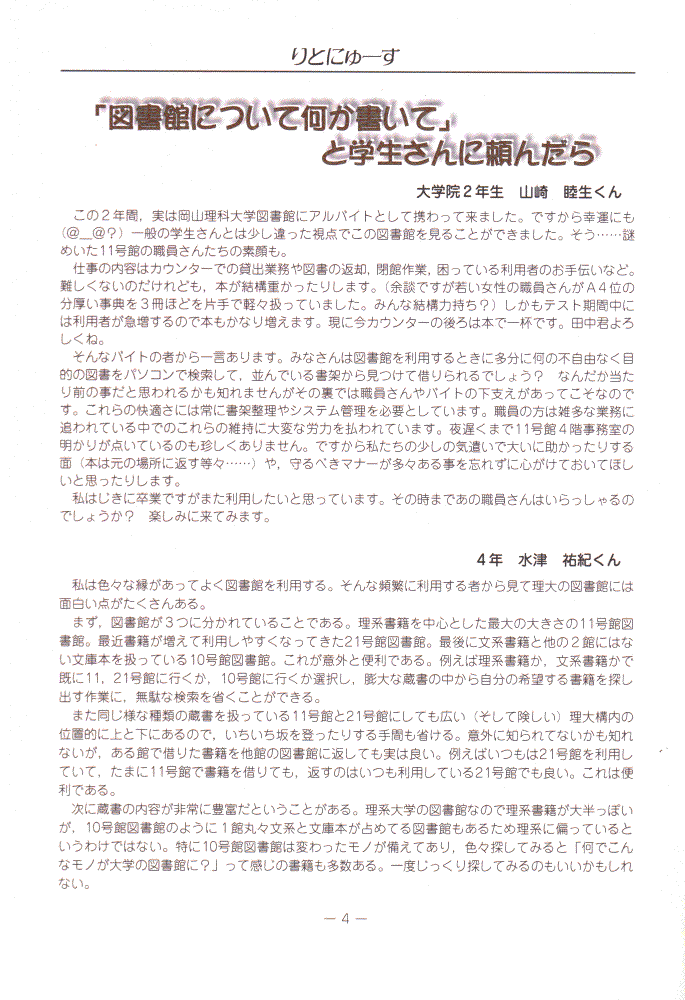 りとにゅーす
「図書館について何か書いて」
と学生さんに頼んだら
大学院２年生　山崎　睦生くん
この２年間，実は岡山理科大学図書館にアルバイトとして携わって来ました。ですから幸運にも
（@＿@？）一般の学生さんとは少し違った視点でこの図書館を見ることができました。そう……謎
めいた11号館の職員さんたちの素顔も。
仕事の内容はカウンターでの貸出業務や図書の返却，閉館作業，困っている利用者のお手伝いなど。
難しくないのだけれども，本が結構重かったりします。（余談ですが若い女性の職員さんがＡ４位の
分厚い事典を３冊ほどを片手で軽々扱っていました。みんな結構力持ち？）しかもテスト期間中に
は利用者が急増するので本もかなり増えます。現に今カウンターの後ろは本で一杯です。田中君よろ
しくね。
そんなバイトの者から一言あります。みなさんは図書館を利用するときに多分に何の不自由なく目
的の図書をパソコンで検索して，並んでいる書架から見つけて借りられるでしょう？　なんだか当た
り前の事だと思われるかも知れませんがその裏では職員さんやバイトの下支えがあってこそなので
す。これらの快適さには常に書架整理やシステム管理を必要としています。職員の方は雑多な業務に
追われている中でのこれらの維持に大変な労力を払われています。夜遅くまで11号館４階事務室の
明かりが点いているのも珍しくありません。ですから私たちの少しの気遣いで大いに助かったりする
面（本は元の場所に返す等々……）や，守るべきマナーが多々ある事を忘れずに心がけておいてほし
いと思ったりします。
私はじきに卒業ですがまた利用したいと思っています。その時まであの職員さんはいらっしゃるの
でしょうか？　楽しみに来てみます。
４年　水津　祐紀くん
私は色々な縁があってよく図書館を利用する。そんな頻繁に利用する者から見て理大の図書館には
面白い点がたくさんある。
まず，図書館が３つに分かれていることである。理系書籍を中心とした最大の大きさの11号館図
書館。最近書籍が増えて利用しやすくなってきた21号館図書館。最後に文系書籍と他の２館にはな
い文庫本を扱っている10号館図書館。これが意外と便利である。例えば理系書籍か，文系書籍かで
既に11，21号館に行くか，10号館に行くか選択し，膨大な蔵書の中から自分の希望する書籍を探し
出す作業に，無駄な検索を省くことができる。
また同じ様な種類の蔵書を扱っている11号館と21号館にしても広い（そして険しい）理大構内の
位置的に上と下にあるので，いちいち坂を登ったりする手間も省ける。意外に知られてないかも知れ
ないが，ある館で借りた書籍を他館の図書館に返しても実は良い。例えばいつもは21号館を利用し
ていて，たまに11号館で書籍を借りても，返すのはいつも利用している21号館でも良い。これは便
利である。
次に蔵書の内容が非常に豊富だということがある。理系大学の図書館なので理系書籍が大半っぽい
が，10号館図書館のように１館丸々文系と文庫本が占めてる図書館もあるため理系に偏っていると
いうわけではない。特に10号館図書館は変わったモノが備えてあり，色々探してみると「何でこん
なモノが大学の図書館に？」って感じの書籍も多数ある。一度じっくり探してみるのもいいかもしれ
ない。
― 4 ―